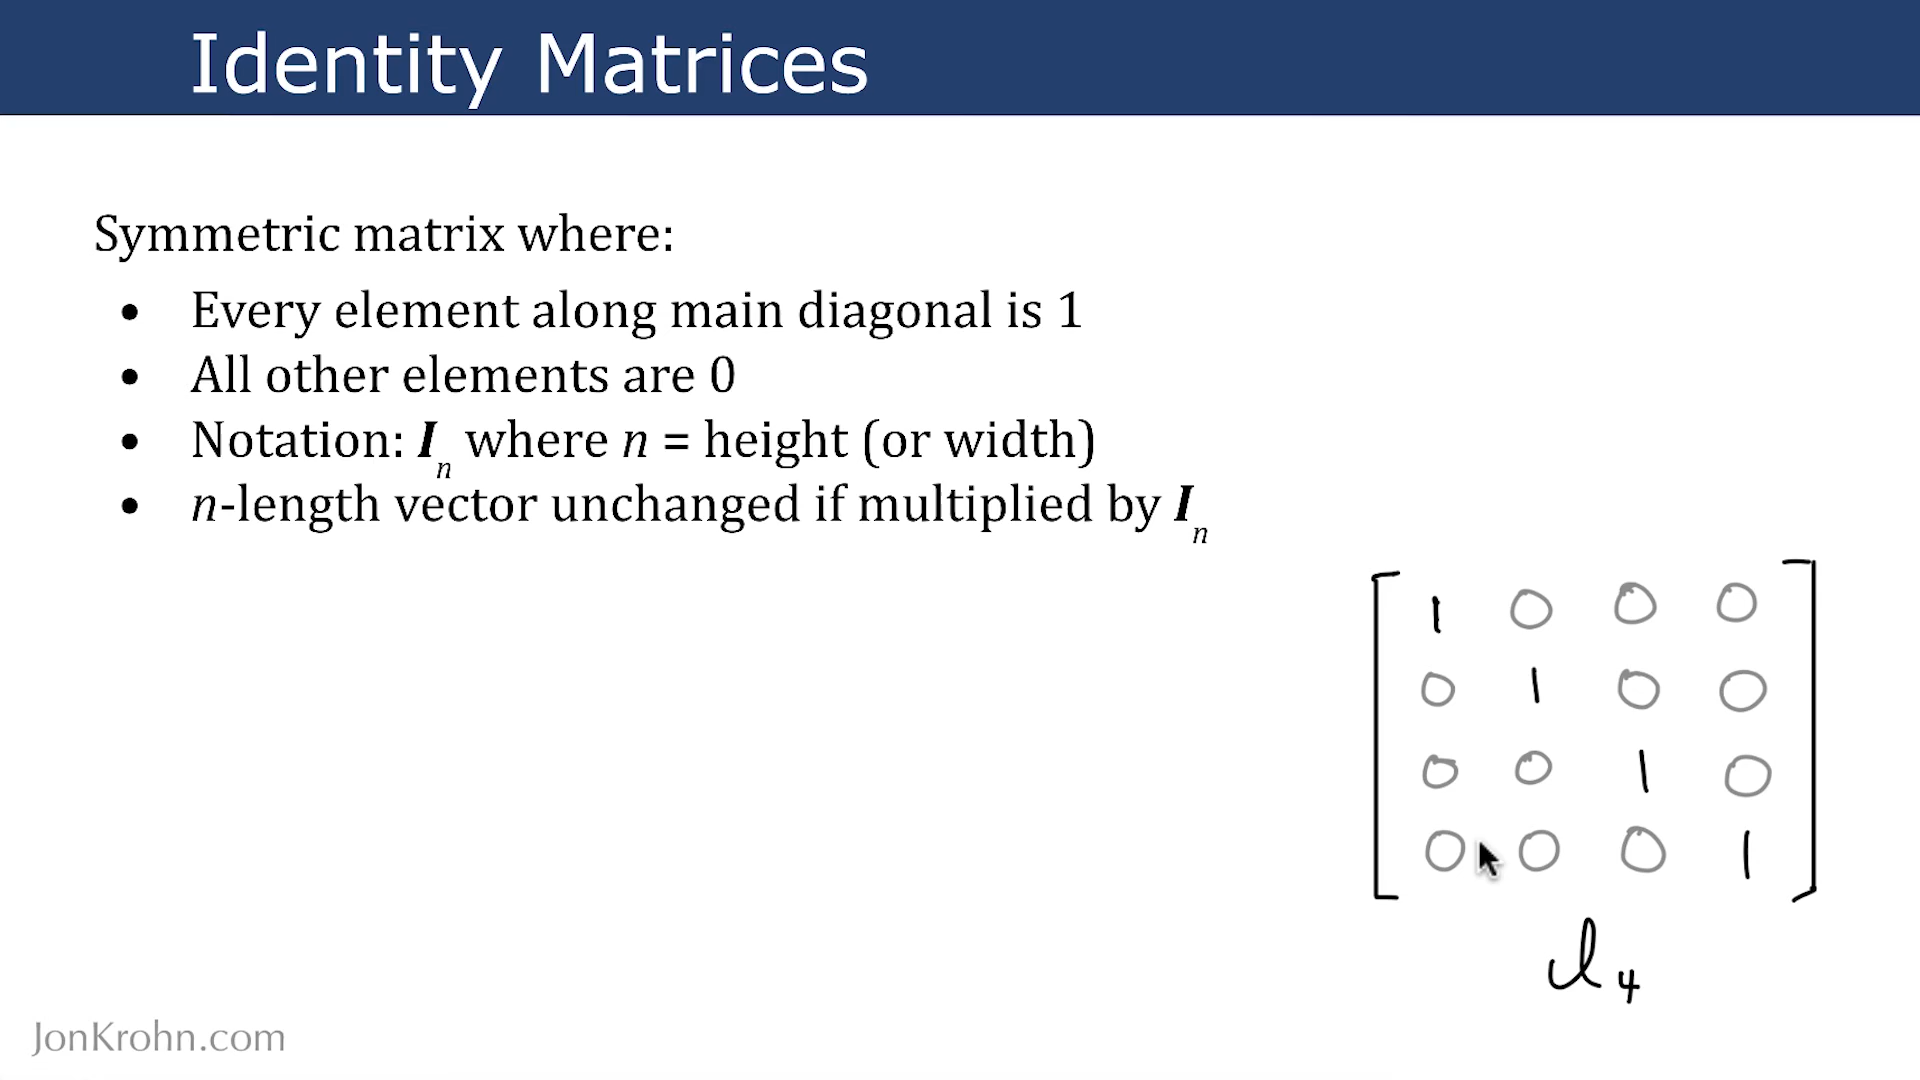 Identity Matrices
Symmetric matrix where:
• Every element along main diagonal is 1
• All other elements are 0
• Notation: Iₙ where n = height (or width)
• n-length vector unchanged if multiplied by Iₙ
1 0 0 0
0 1 0 0
0 0 1 0
0 0 0 1
I₄
JonKrohn.com